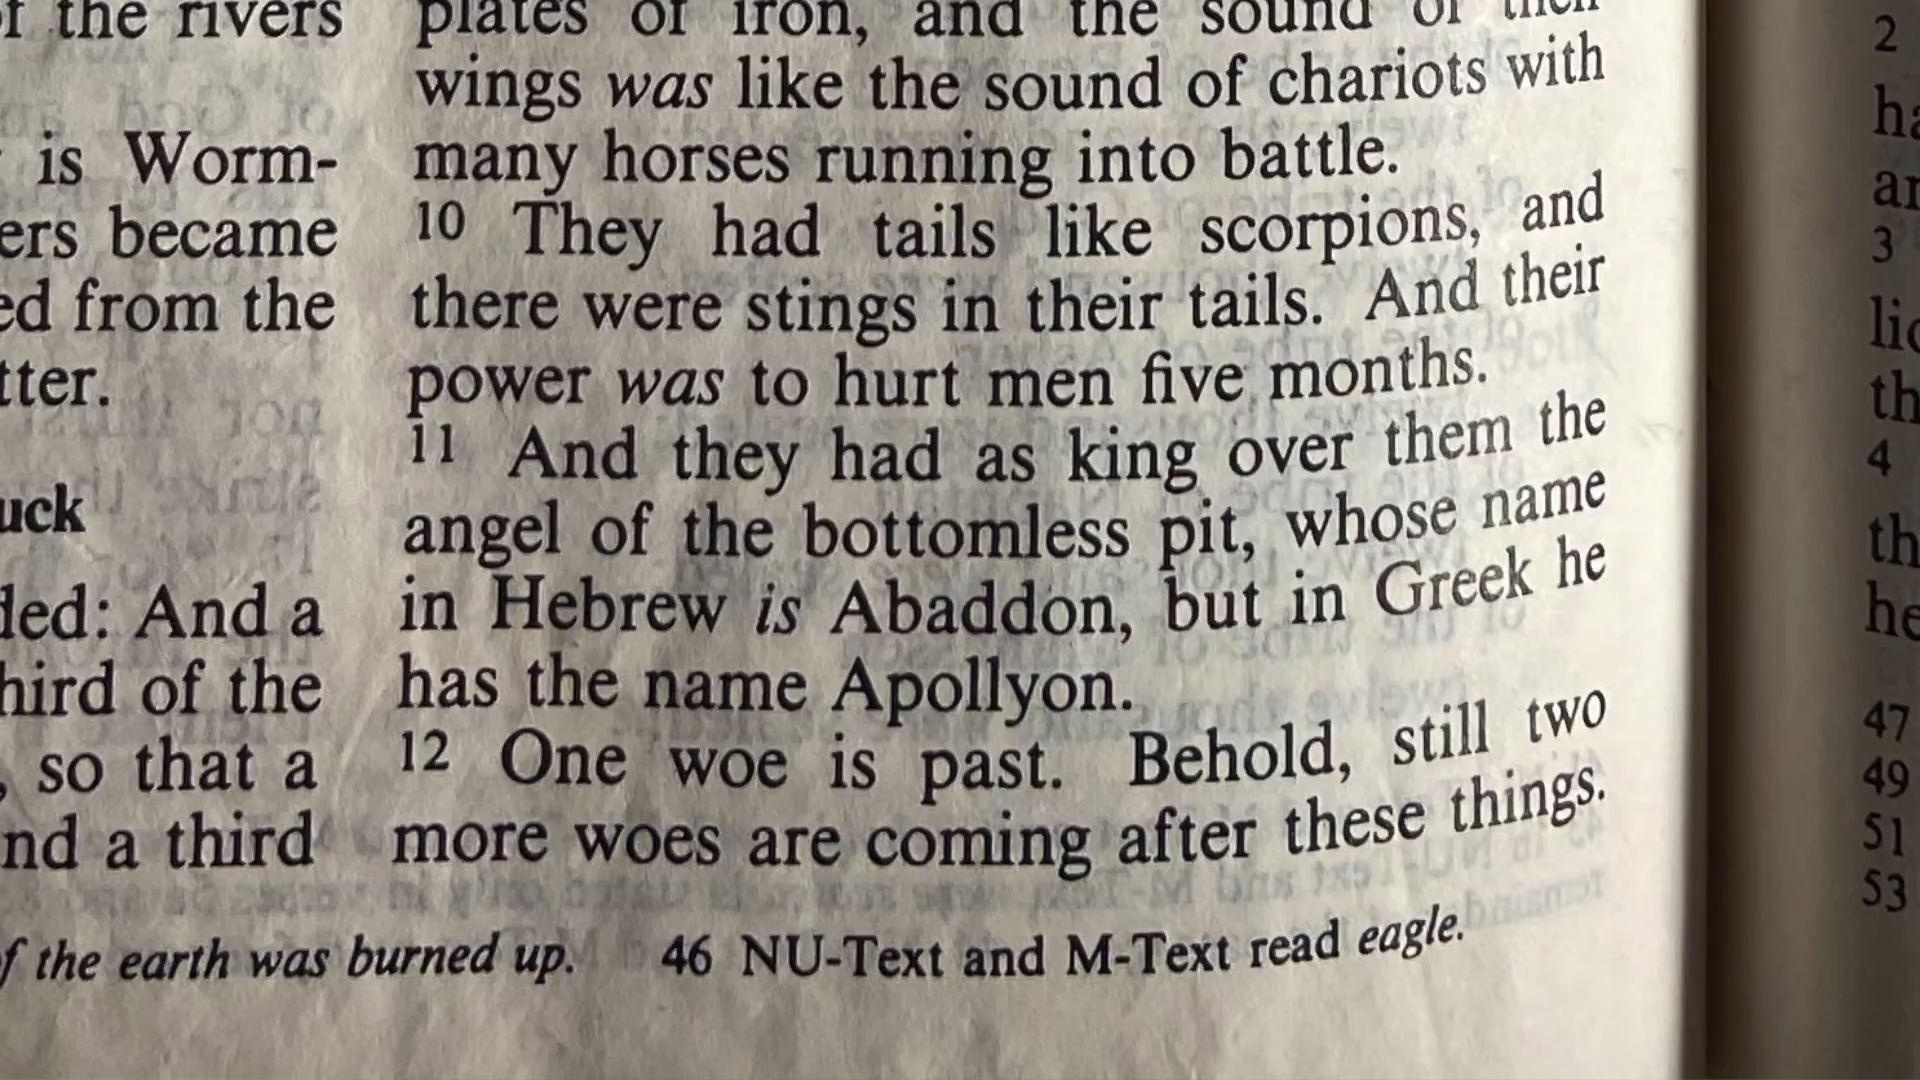 f the rivers
is Worm-
ers became
ed from the
tter.
uck
ded: And a
hird of the
, so that a
nd a third
plates of iron, and the sound of their
wings was like the sound of chariots with
many horses running into battle.
10 They had tails like scorpions, and
there were stings in their tails. And their
power was to hurt men five months.
11 And they had as king over them the
angel of the bottomless pit, whose name
in Hebrew is Abaddon, but in Greek he
has the name Apollyon.
12 One woe is past. Behold, still two
more woes are coming after these things.
f the earth was burned up. 46 NU-Text and M-Text read eagle.
2
ha
ar
3
lic
th
4
th
he
47
49
51
53